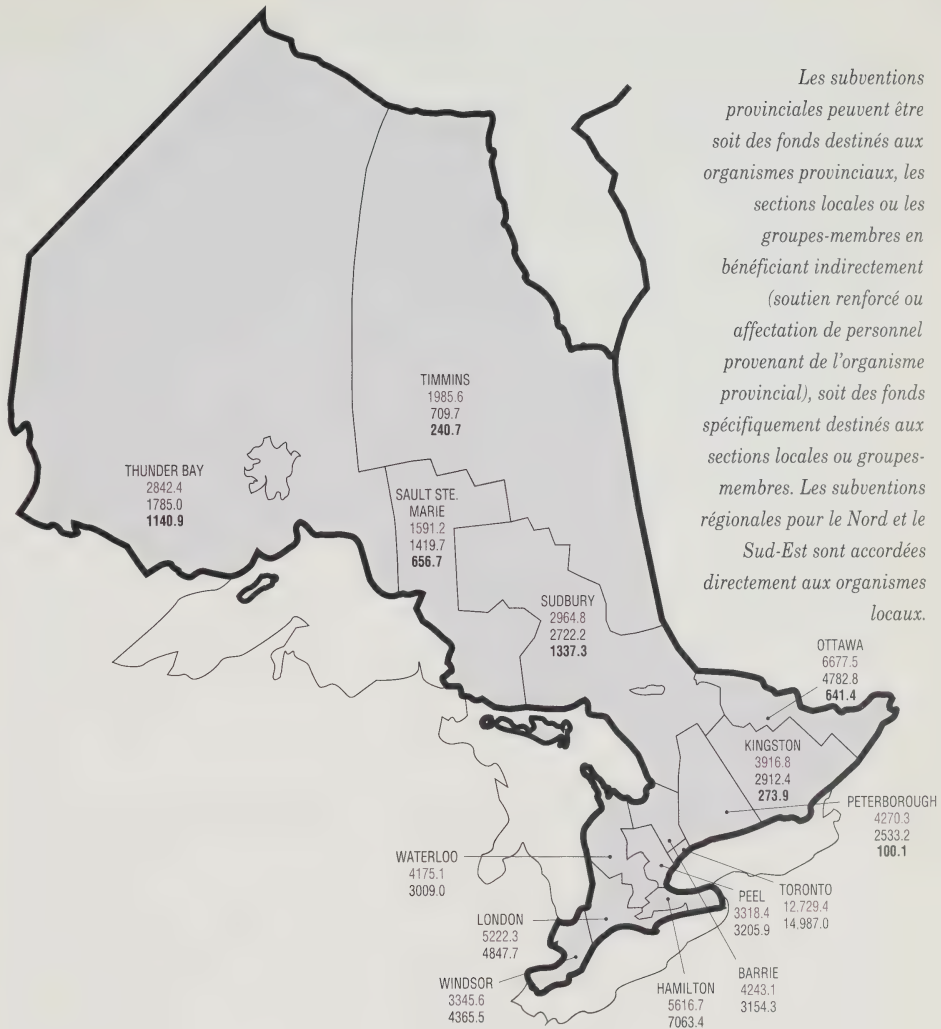 Les subventions
provinciales peuvent être
soit des fonds destinés aux
organismes provinciaux, les
sections locales ou les
groupes-membres en
bénéficiant indirectement
(soutien renforcé ou
affectation de personnel
provenant de l'organisme
provincial), soit des fonds
spécifiquement destinés aux
sections locales ou groupes-
membres. Les subventions
régionales pour le Nord et le
Sud-Est sont accordées
directement aux organismes
locaux.
TIMMINS
1985.6
709.7
240.7
THUNDER BAY
2842.4
1785.0
1140.9
SAULT STE.
MARIE
1591.2
1419.7
656.7
SUDBURY
2964.8
2722.2
1337.3
OTTAWA
6677.5
4782.8
641.4
KINGSTON
3916.8
2912.4
273.9
PETERBOROUGH
4270.3
2533.2
100.1
WATERLOO
4175.1
3009.0
PEEL
3318.4
3205.9
TORONTO
12.729.4
14.987.0
LONDON
5222.3
4847.7
WINDSOR
3345.6
4365.5
HAMILTON
5616.7
7063.4
BARRIE
4243.1
3154.3